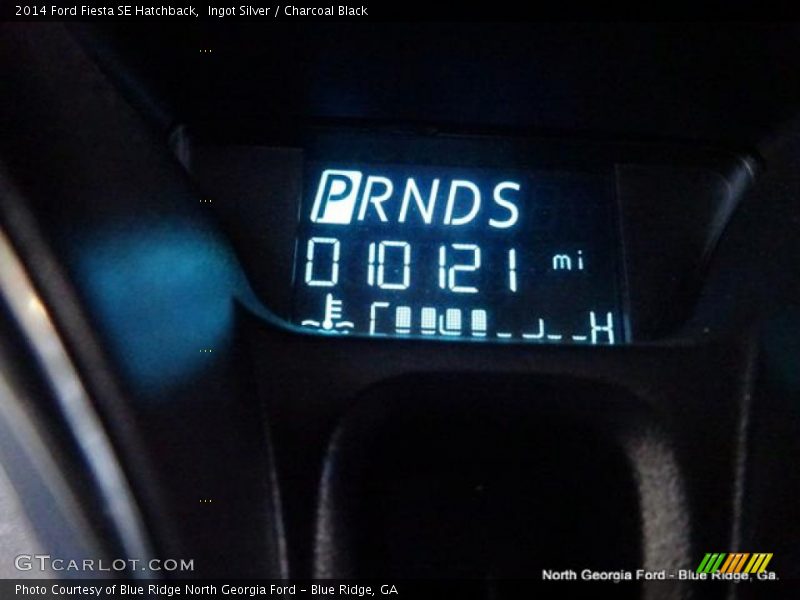 2014 Ford Fiesta SE Hatchback,  Ingot Silver / Charcoal Black
PRNDS
010121 mi
H
GTCARLOT.COM
North Georgia Ford - Blue Ridge, Ga.
Photo Courtesy of Blue Ridge North Georgia Ford - Blue Ridge, GA